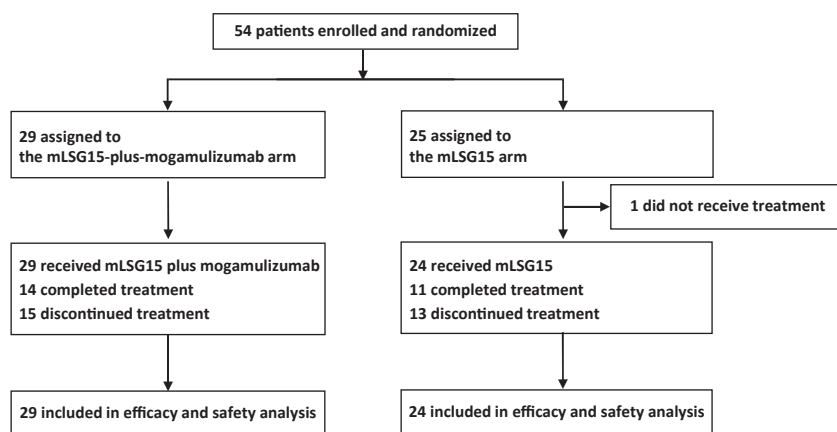 54 patients enrolled and randomized
29 assigned to
the mLSG15-plus-mogamulizumab arm
25 assigned to
the mLSG15 arm
1 did not receive treatment
29 received mLSG15 plus mogamulizumab
14 completed treatment
15 discontinued treatment
24 received mLSG15
11 completed treatment
13 discontinued treatment
29 included in efficacy and safety analysis
24 included in efficacy and safety analysis